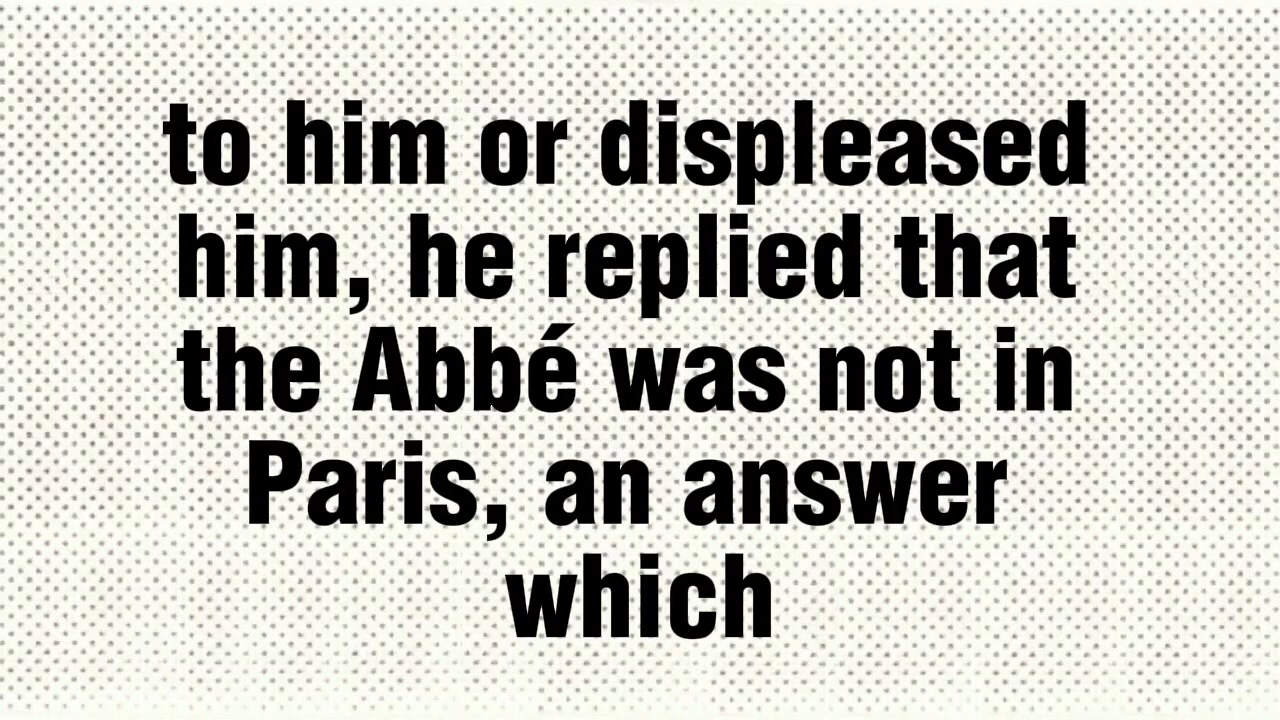 to him or displeased
him, he replied that
the Abbé was not in
Paris, an answer
which